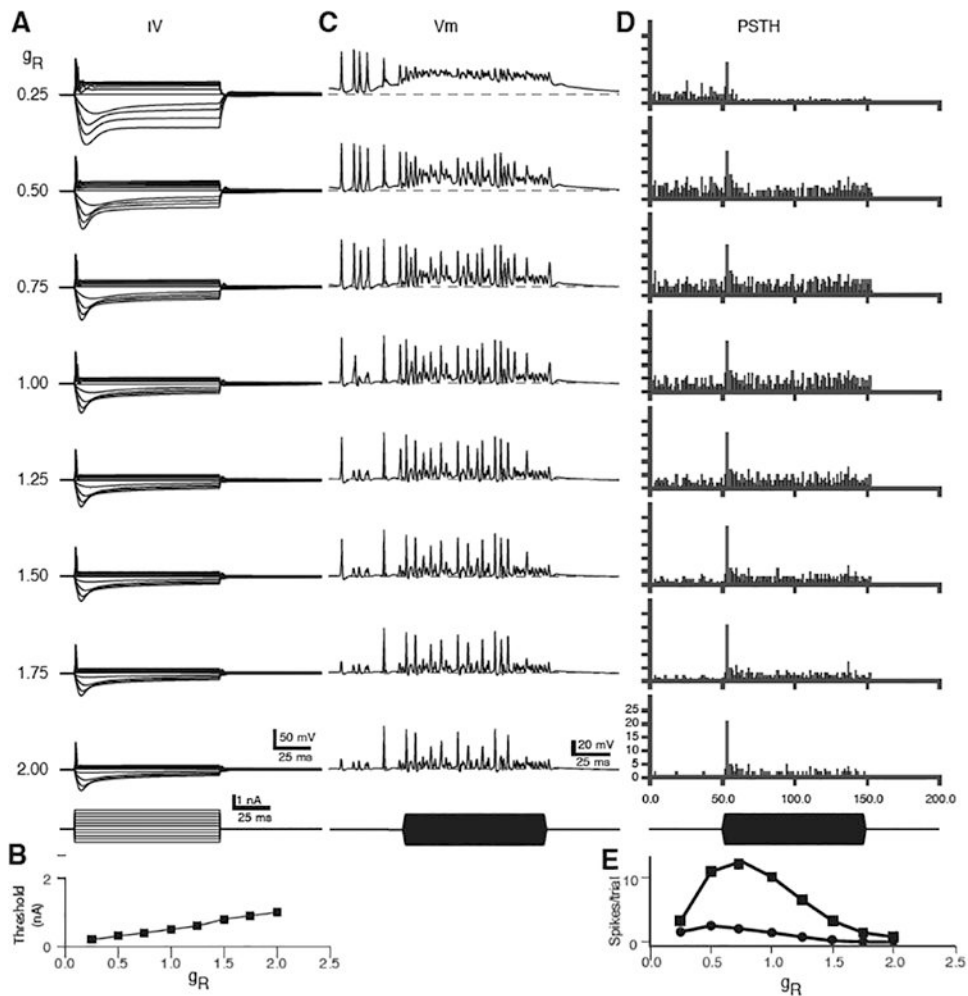 A
IV
C
Vm
D
PSTH
gR
0.25
0.50
0.75
1.00
1.25
1.50
1.75
2.00
50 mV
25 ms
20 mV
25 ms
25
20
15
10
5
0
0.0
50.0
100.0
150.0
200.0
1 nA
25 ms
B
Threshold
(nA)
2
0
0.0
0.5
1.0
1.5
2.0
2.5
gR
E
Spikes/trial
10
0
0.0
0.5
1.0
1.5
2.0
2.5
gR